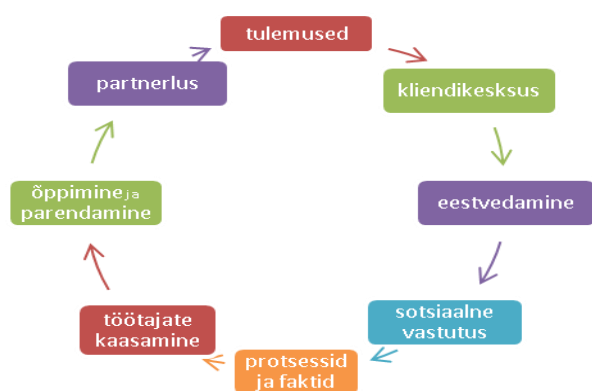 tulemused
kliendikesksus
eestvedamine
sotsiaalne
vastutus
protsessid
ja faktid
töötajate
kaasamine
õppimine ja
parendamine
partnerlus